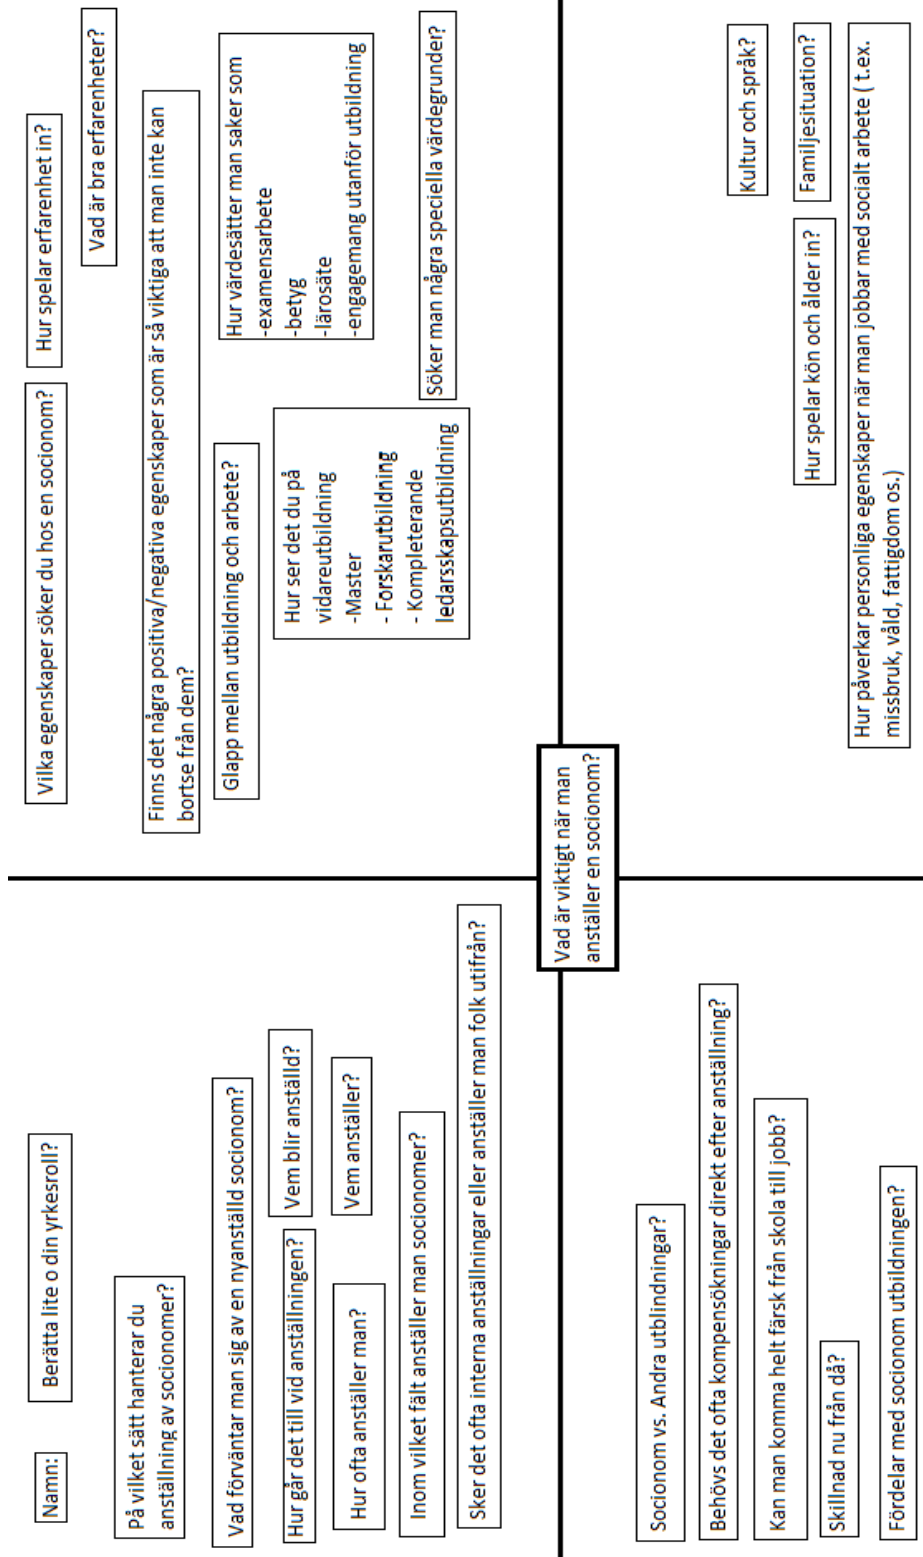 Namn:
Berätta lite o din yrkesroll?
På vilket sätt hanterar du
anställning av socionomer?
Vad förväntar man sig av en nyanställd socionom?
Hur går det till vid anställningen?
Vem blir anställd?
Hur ofta anställer man?
Vem anställer?
Inom vilket fält anställer man socionomer?
Sker det ofta interna anställningar eller anställer man folk utifrån?
Vilka egenskaper söker du hos en socionom?
Hur spelar erfarenhet in?
Vad är bra erfarenheter?
Finns det några positiva/negativa egenskaper som är så viktiga att man inte kan
bortse från dem?
Glapp mellan utbildning och arbete?
Hur värdesätter man saker som
-examensarbete
-betyg
-lärosäte
-engagemang utanför utbildning
Hur ser det du på
vidareutbildning
-Master
- Forskarutbildning
- Kompleterande
ledarsskapsutbildning
Söker man några speciella värdegrunder?
Vad är viktigt när man
anställer en socionom?
Socionom vs. Andra utblindningar?
Behövs det ofta kompensökningar direkt efter anställning?
Kan man komma helt färsk från skola till jobb?
Skillnad nu från då?
Fördelar med socionom utbildningen?
Kultur och språk?
Hur spelar kön och ålder in?
Familjesituation?
Hur påverkar personliga egenskaper när man jobbar med socialt arbete ( t.ex.
missbruk, våld, fattigdom os.)